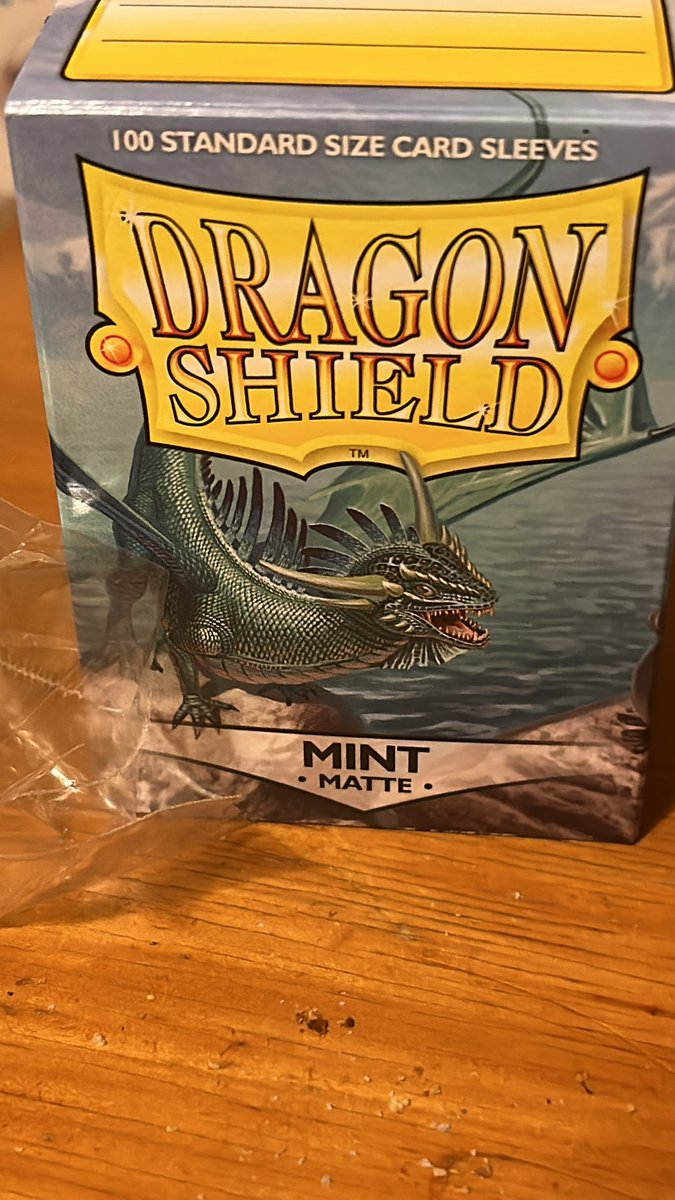 100 STANDARD SIZE CARD SLEEVES
DRAGON
SHIELD
TM
MINT
• MATTE •